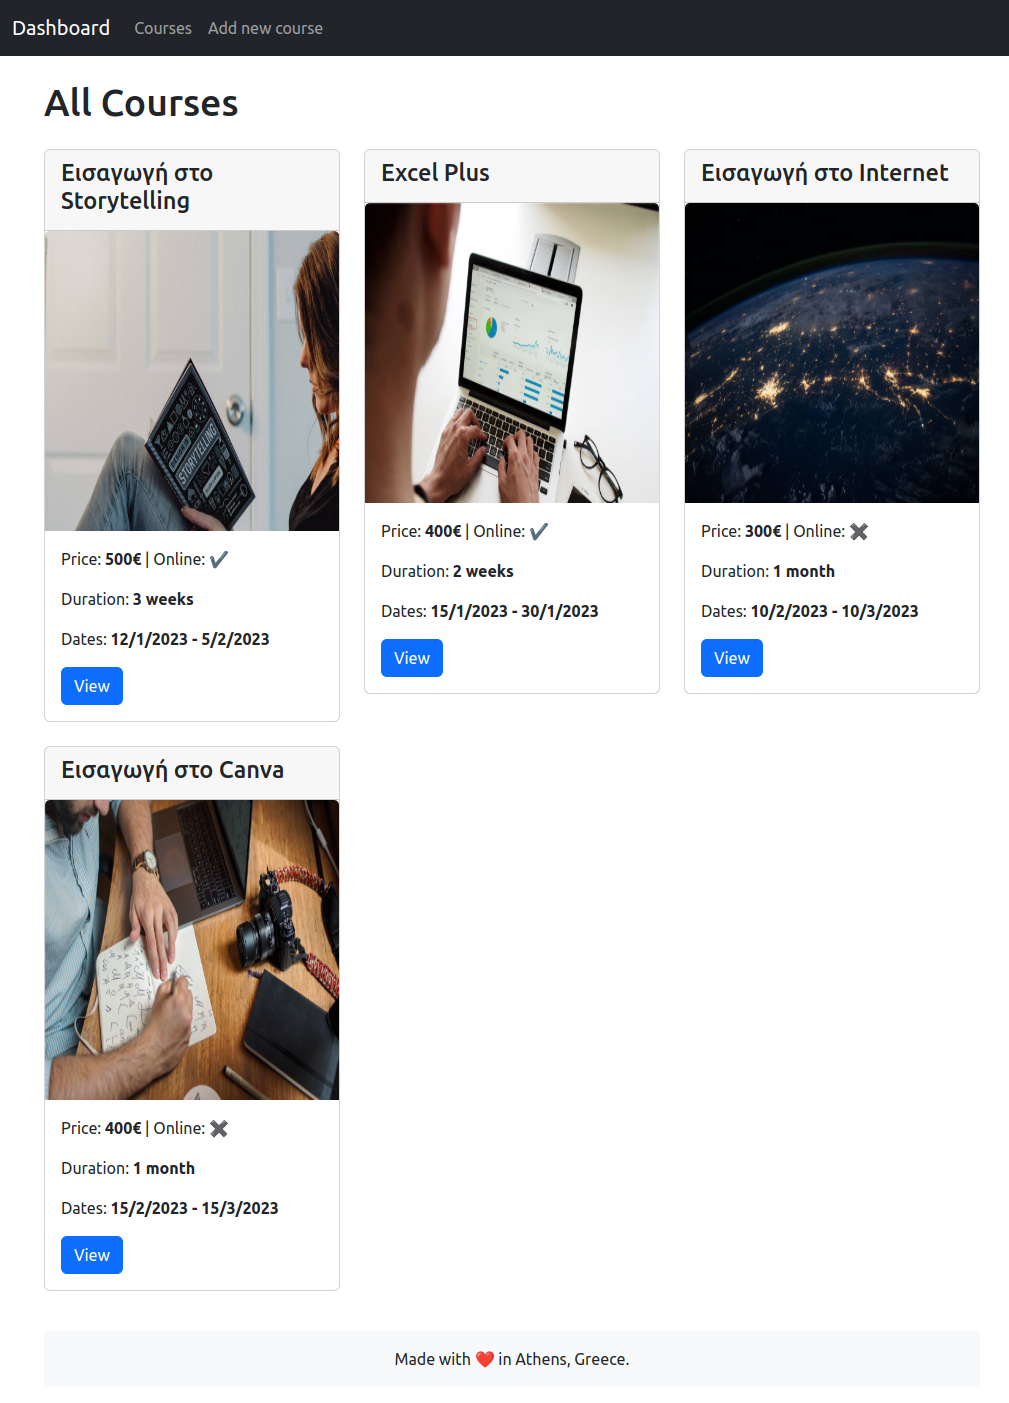 Dashboard Courses Add new course
All Courses
Εισαγωγή στο
Storytelling
STORYTELLING
Price: 500€ | Online: ✔
Duration: 3 weeks
Dates: 12/1/2023 - 5/2/2023
View
Excel Plus
Price: 400€ | Online: ✔
Duration: 2 weeks
Dates: 15/1/2023 - 30/1/2023
View
Εισαγωγή στο Internet
Price: 300€ | Online: ✖
Duration: 1 month
Dates: 10/2/2023 - 10/3/2023
View
Εισαγωγή στο Canva
Price: 400€ | Online: ✖
Duration: 1 month
Dates: 15/2/2023 - 15/3/2023
View
Made with ❤️ in Athens, Greece.